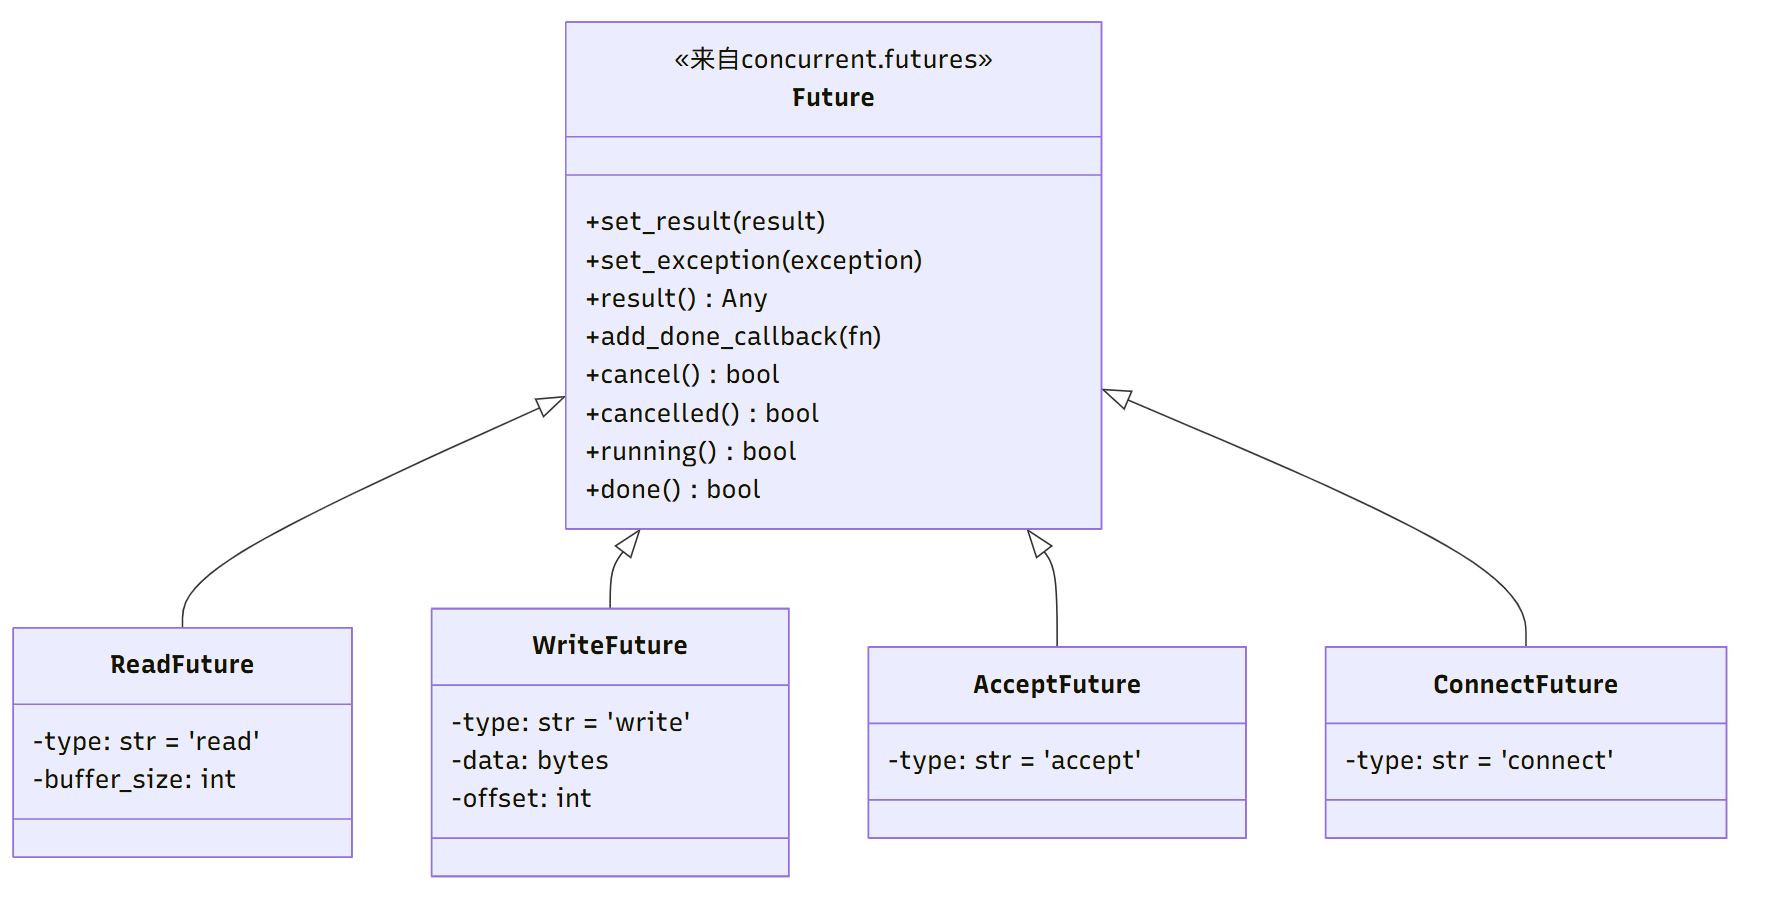 «来自concurrent.futures»
Future
+set_result(result)
+set_exception(exception)
+result() : Any
+add_done_callback(fn)
+cancel() : bool
+cancelled() : bool
+running() : bool
+done() : bool
ReadFuture
-type: str = 'read'
-buffer_size: int
WriteFuture
-type: str = 'write'
-data: bytes
-offset: int
AcceptFuture
-type: str = 'accept'
ConnectFuture
-type: str = 'connect'